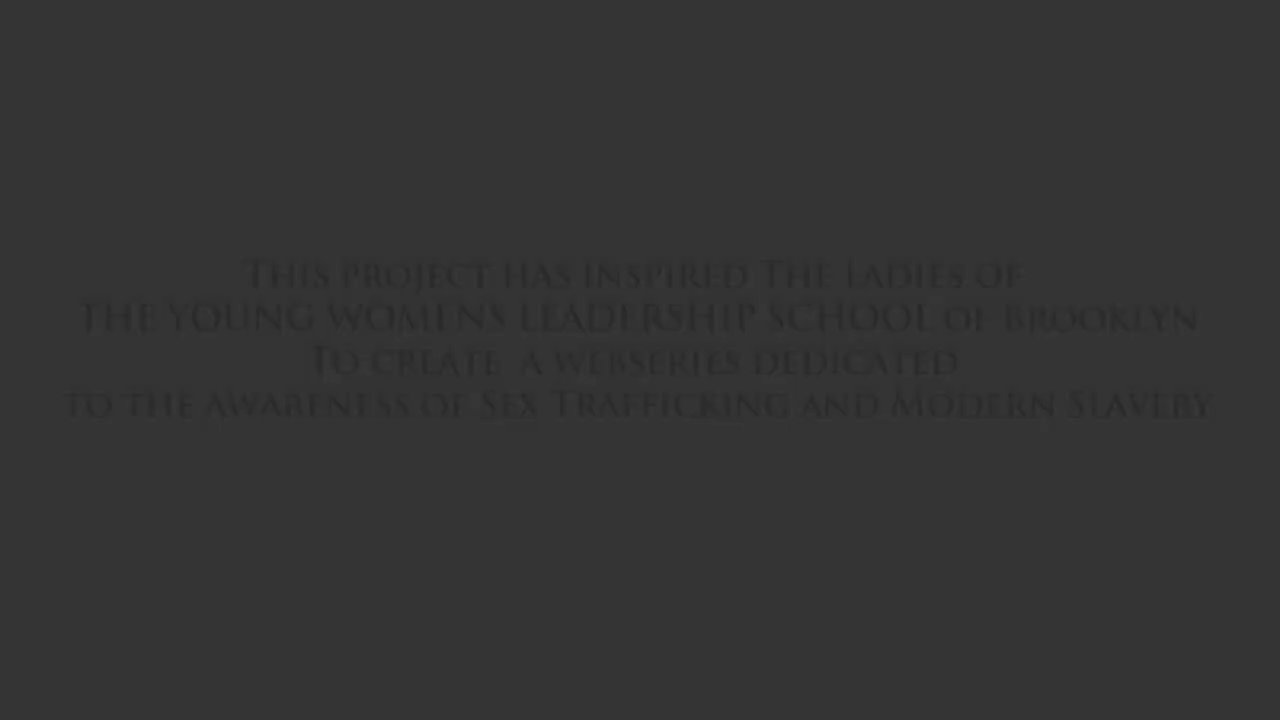 THIS PROJECT HAS INSPIRED THE LADIES OF
THE YOUNG WOMENS LEADERSHIP SCHOOL OF BROOKLYN
TO CREATE A WEBSERIES DEDICATED
TO THE AWARENESS OF SEX TRAFFICKING AND MODERN SLAVERY